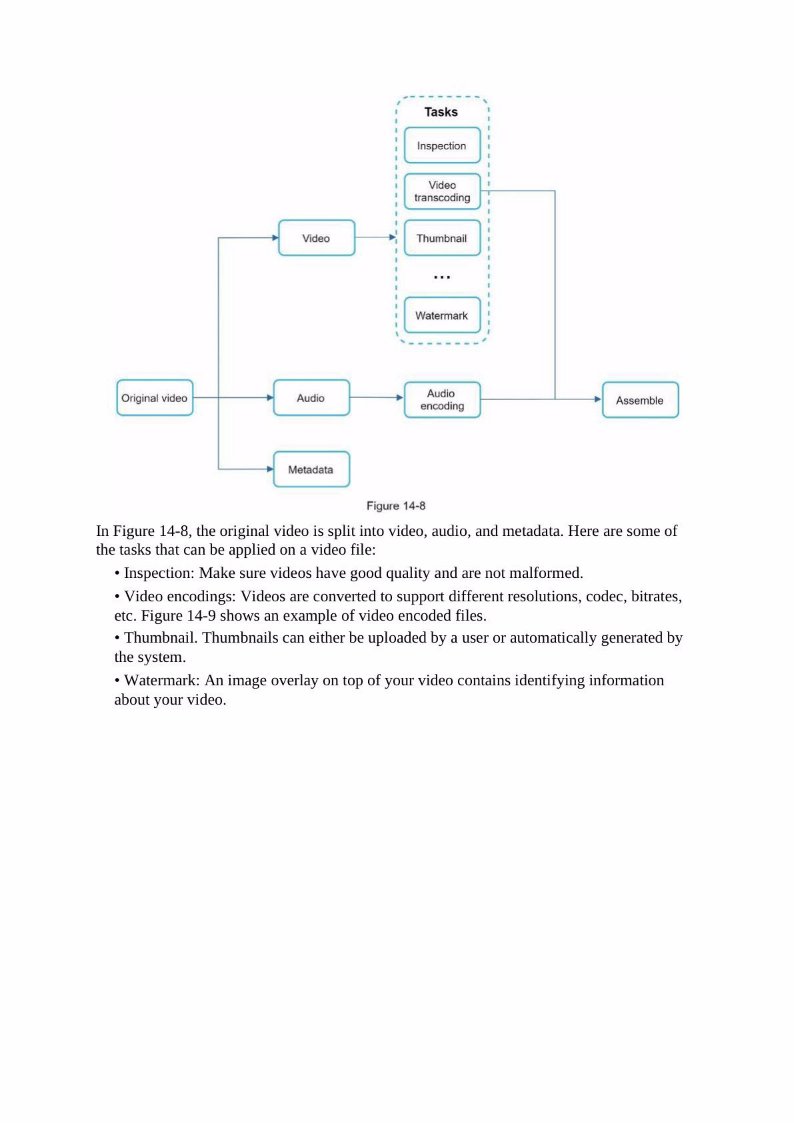 Tasks
Inspection
Video
transcoding
Video
Thumbnail
...
Watermark
Original video
Audio
Audio
encoding
Assemble
Metadata
Figure 14-8
In Figure 14-8, the original video is split into video, audio, and metadata. Here are some of
the tasks that can be applied on a video file:
• Inspection: Make sure videos have good quality and are not malformed.
• Video encodings: Videos are converted to support different resolutions, codec, bitrates,
etc. Figure 14-9 shows an example of video encoded files.
• Thumbnail. Thumbnails can either be uploaded by a user or automatically generated by
the system.
• Watermark: An image overlay on top of your video contains identifying information
about your video.